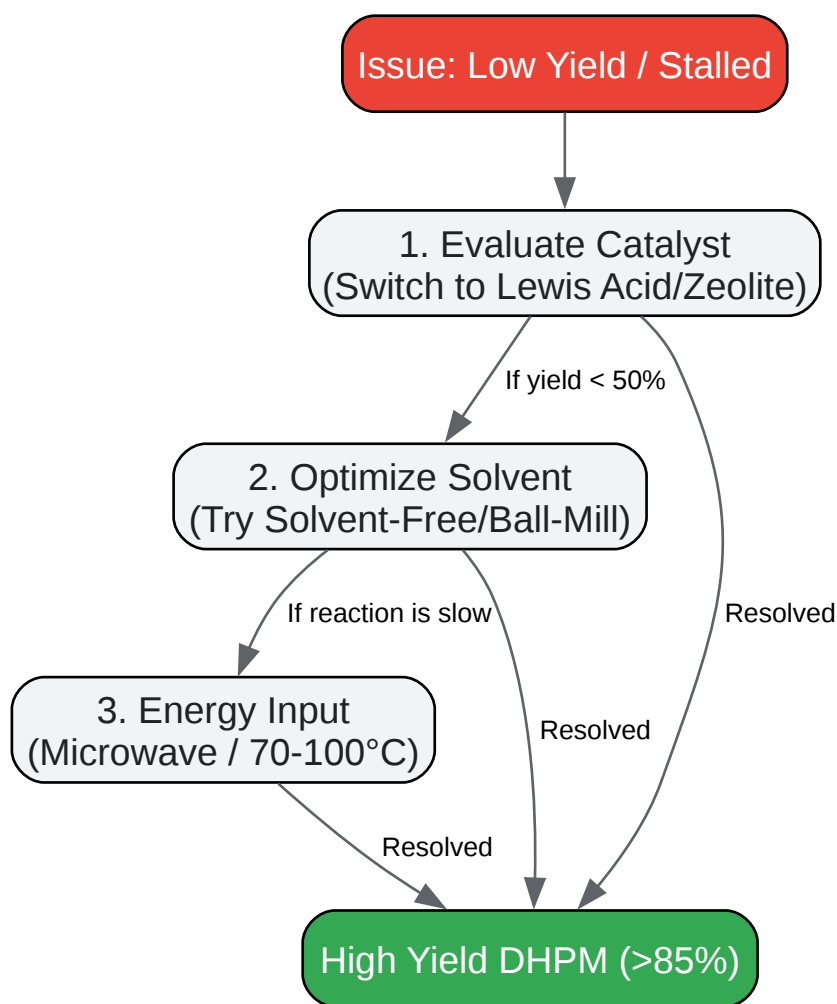 Issue: Low Yield / Stalled
1. Evaluate Catalyst
(Switch to Lewis Acid/Zeolite)
If yield < 50%
2. Optimize Solvent
(Try Solvent-Free/Ball-Mill)
If reaction is slow
Resolved
3. Energy Input
(Microwave / 70-100°C)
Resolved
Resolved
High Yield DHPM (>85%)